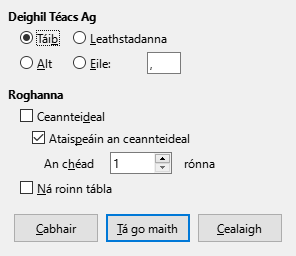 Deighil Téacs Ag
Táib Leathstadanna
Alt Eile: ,
Roghanna
Ceannteideal
Ataispeáin an ceannteideal
An chéad 1 rónna
Ná roinn tábla
Cabhair Tá go maith Cealaigh